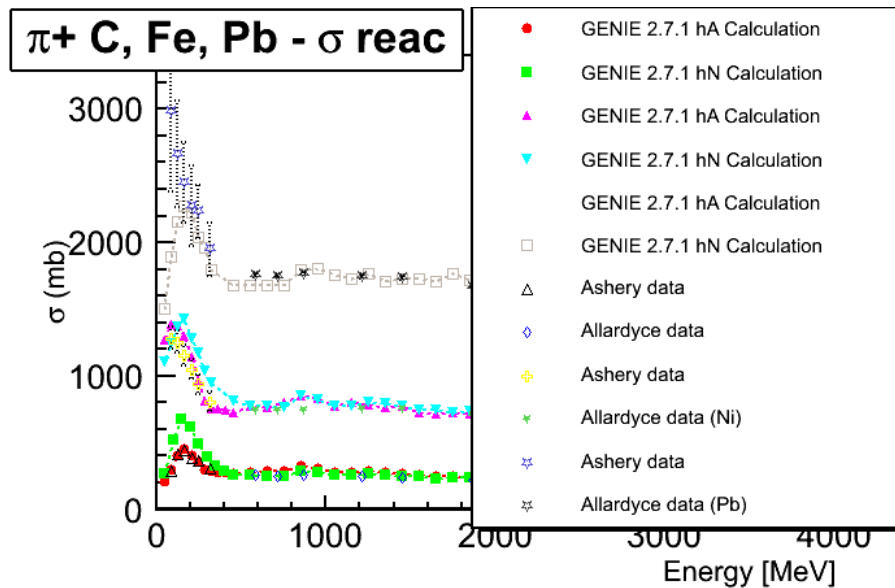 π+ C, Fe, Pb - σ reac
GENIE 2.7.1 hA Calculation
GENIE 2.7.1 hN Calculation
GENIE 2.7.1 hA Calculation
GENIE 2.7.1 hN Calculation
GENIE 2.7.1 hA Calculation
GENIE 2.7.1 hN Calculation
Ashery data
Allardyce data
Ashery data
Allardyce data (Ni)
Ashery data
Allardyce data (Pb)
σ (mb)
3000
2000
1000
0
0 1000 2000 3000 4000
Energy [MeV]